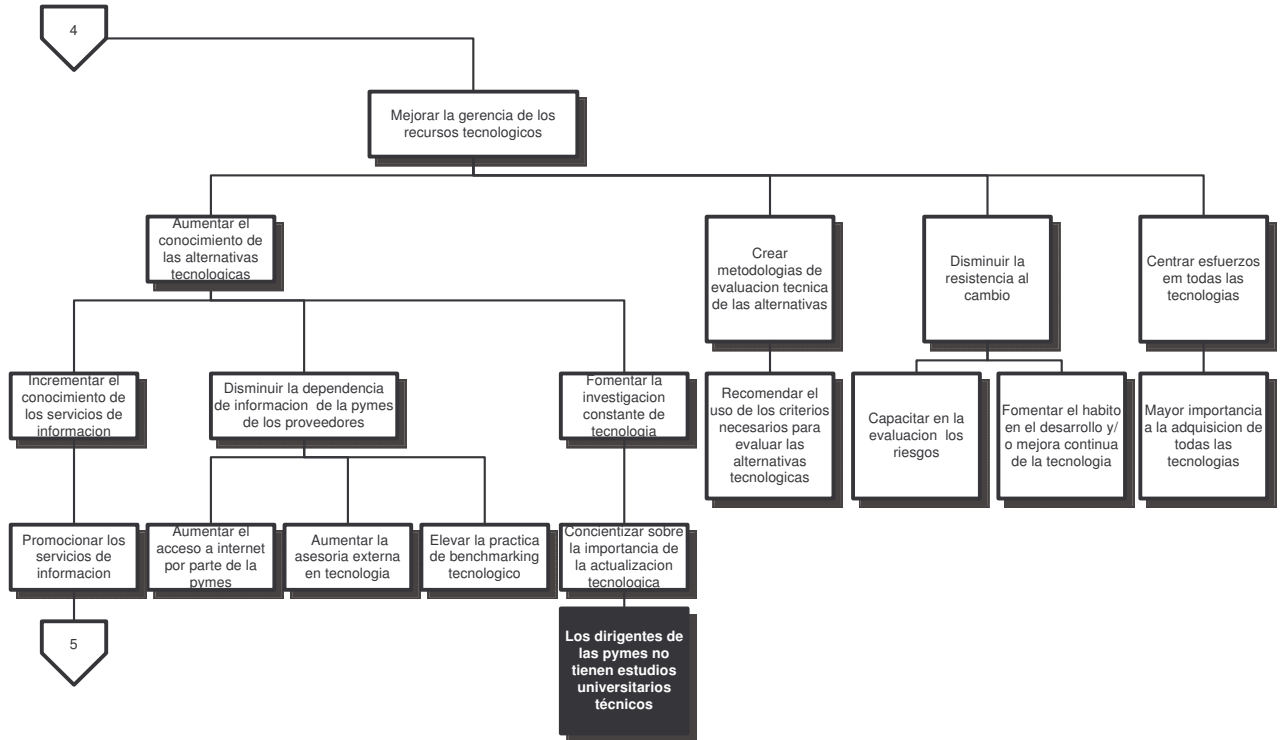 4
Mejorar la gerencia de los
recursos tecnologicos
Aumentar el
conocimiento de
las alternativas
tecnologicas
Crear
metodologias de
evaluacion tecnica
de las alternativas
Disminuir la
resistencia al
cambio
Centrar esfuerzos
em todas las
tecnologias
Incrementar el
conocimiento de
los servicios de
informacion
Disminuir la dependencia
de informacion de la pymes
de los proveedores
Fomentar la
investigacion
constante de
tecnologia
Recomendar el
uso de los criterios
necesarios para
evaluar las
alternativas
tecnologicas
Capacitar en la
evaluacion los
riesgos
Fomentar el habito
en el desarrollo y/
o mejora continua
de la tecnologia
Mayor importancia
a la adquisicion de
todas las
tecnologias
Promocionar los
servicios de
informacion
Aumentar el
acceso a internet
por parte de la
pymes
Aumentar la
asesoria externa
en tecnologia
Elevar la practica
de benchmarking
tecnologico
Concientizar sobre
la importancia de
la actualizacion
tecnologica
5
Los dirigentes de
las pymes no
tienen estudios
universitarios
técnicos